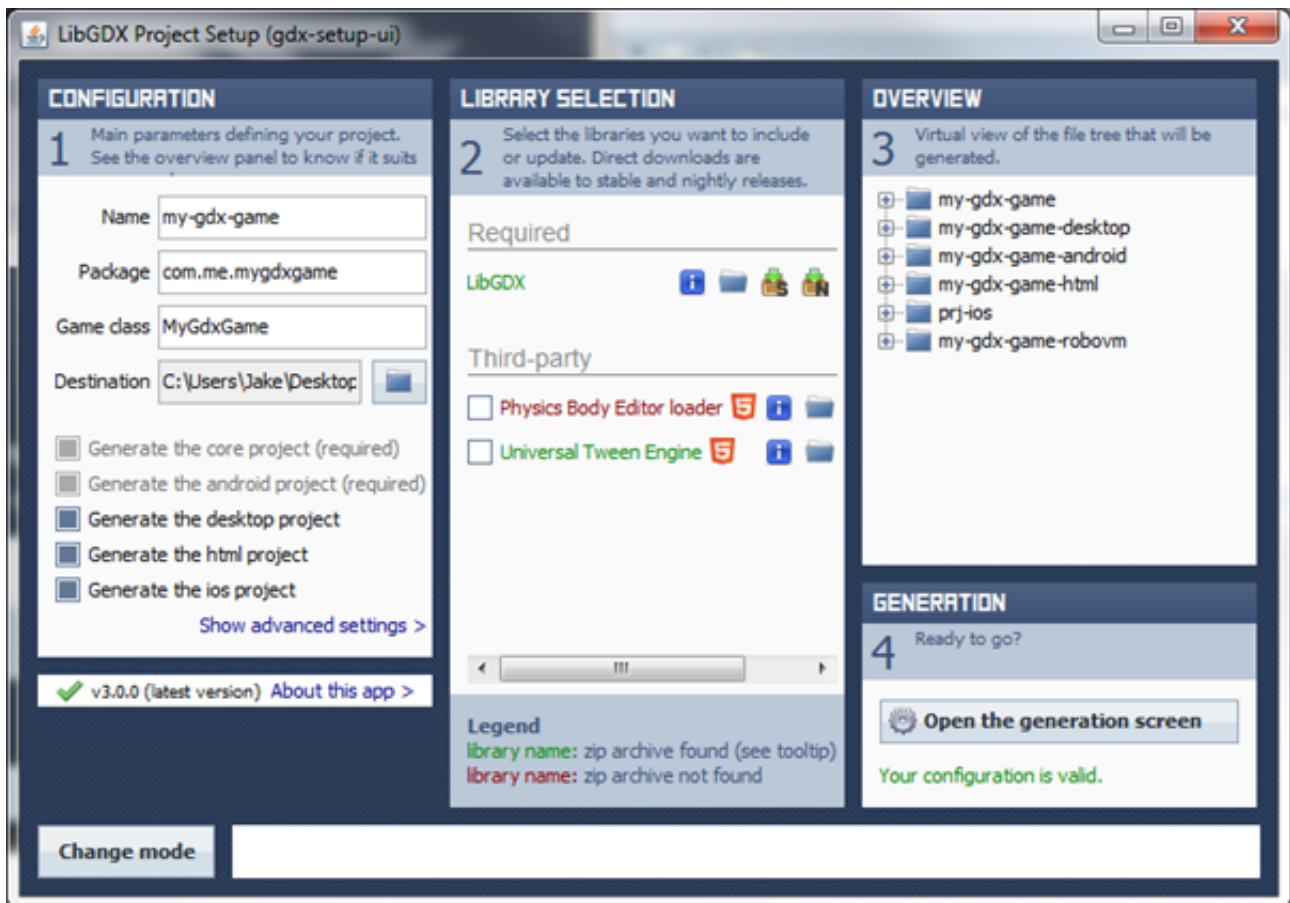 LibGDX Project Setup (gdx-setup-ui)
CONFIGURATION
1
Main parameters defining your project.
See the overview panel to know if it suits
Name
my-gdx-game
Package
com.me.mygdxgame
Game class
MyGdxGame
Destination
C:\Users\Jake\Desktop
Generate the core project (required)
Generate the android project (required)
Generate the desktop project
Generate the html project
Generate the ios project
Show advanced settings >
v3.0.0 (latest version) About this app >
LIBRARY SELECTION
2
Select the libraries you want to include
or update. Direct downloads are
available to stable and nightly releases.
Required
LibGDX
S
N
Third-party
Physics Body Editor loader
Universal Tween Engine
Legend
library name: zip archive found (see tooltip)
library name: zip archive not found
OVERVIEW
3
Virtual view of the file tree that will be
generated.
my-gdx-game
my-gdx-game-desktop
my-gdx-game-android
my-gdx-game-html
prj-ios
my-gdx-game-robovm
GENERATION
4
Ready to go?
Open the generation screen
Your configuration is valid.
Change mode